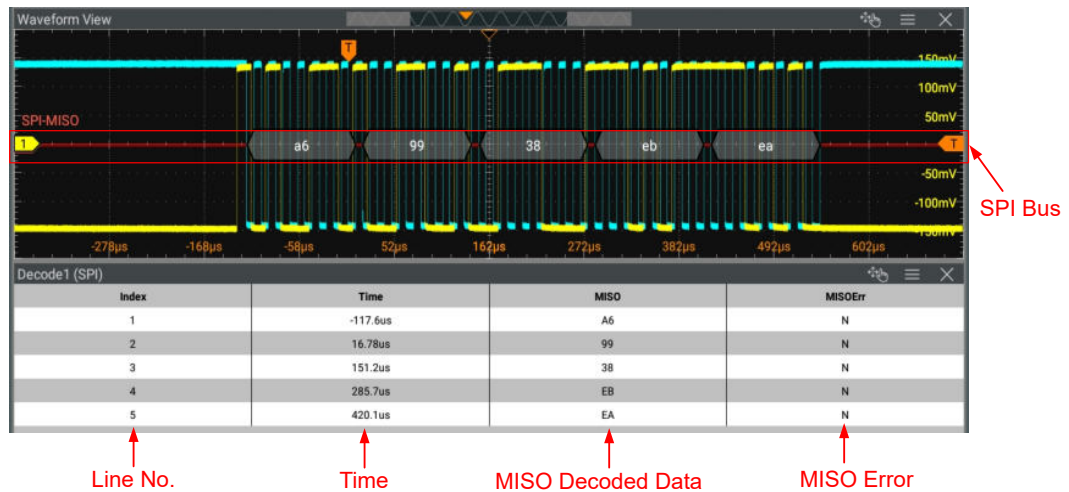 Waveform View
T
150mV
100mV
50mV
SPI-MISO
1
a6
99
38
eb
ea
T
-50mV
-100mV
-150mV
SPI Bus
-278µs
-168µs
-58µs
52µs
162µs
272µs
382µs
492µs
602µs
Decode1 (SPI)
Index Time MISO MISOErr
1 -117.6us A6 N
2 16.78us 99 N
3 151.2us 38 N
4 285.7us EB N
5 420.1us EA N
Line No.
Time
MISO Decoded Data
MISO Error